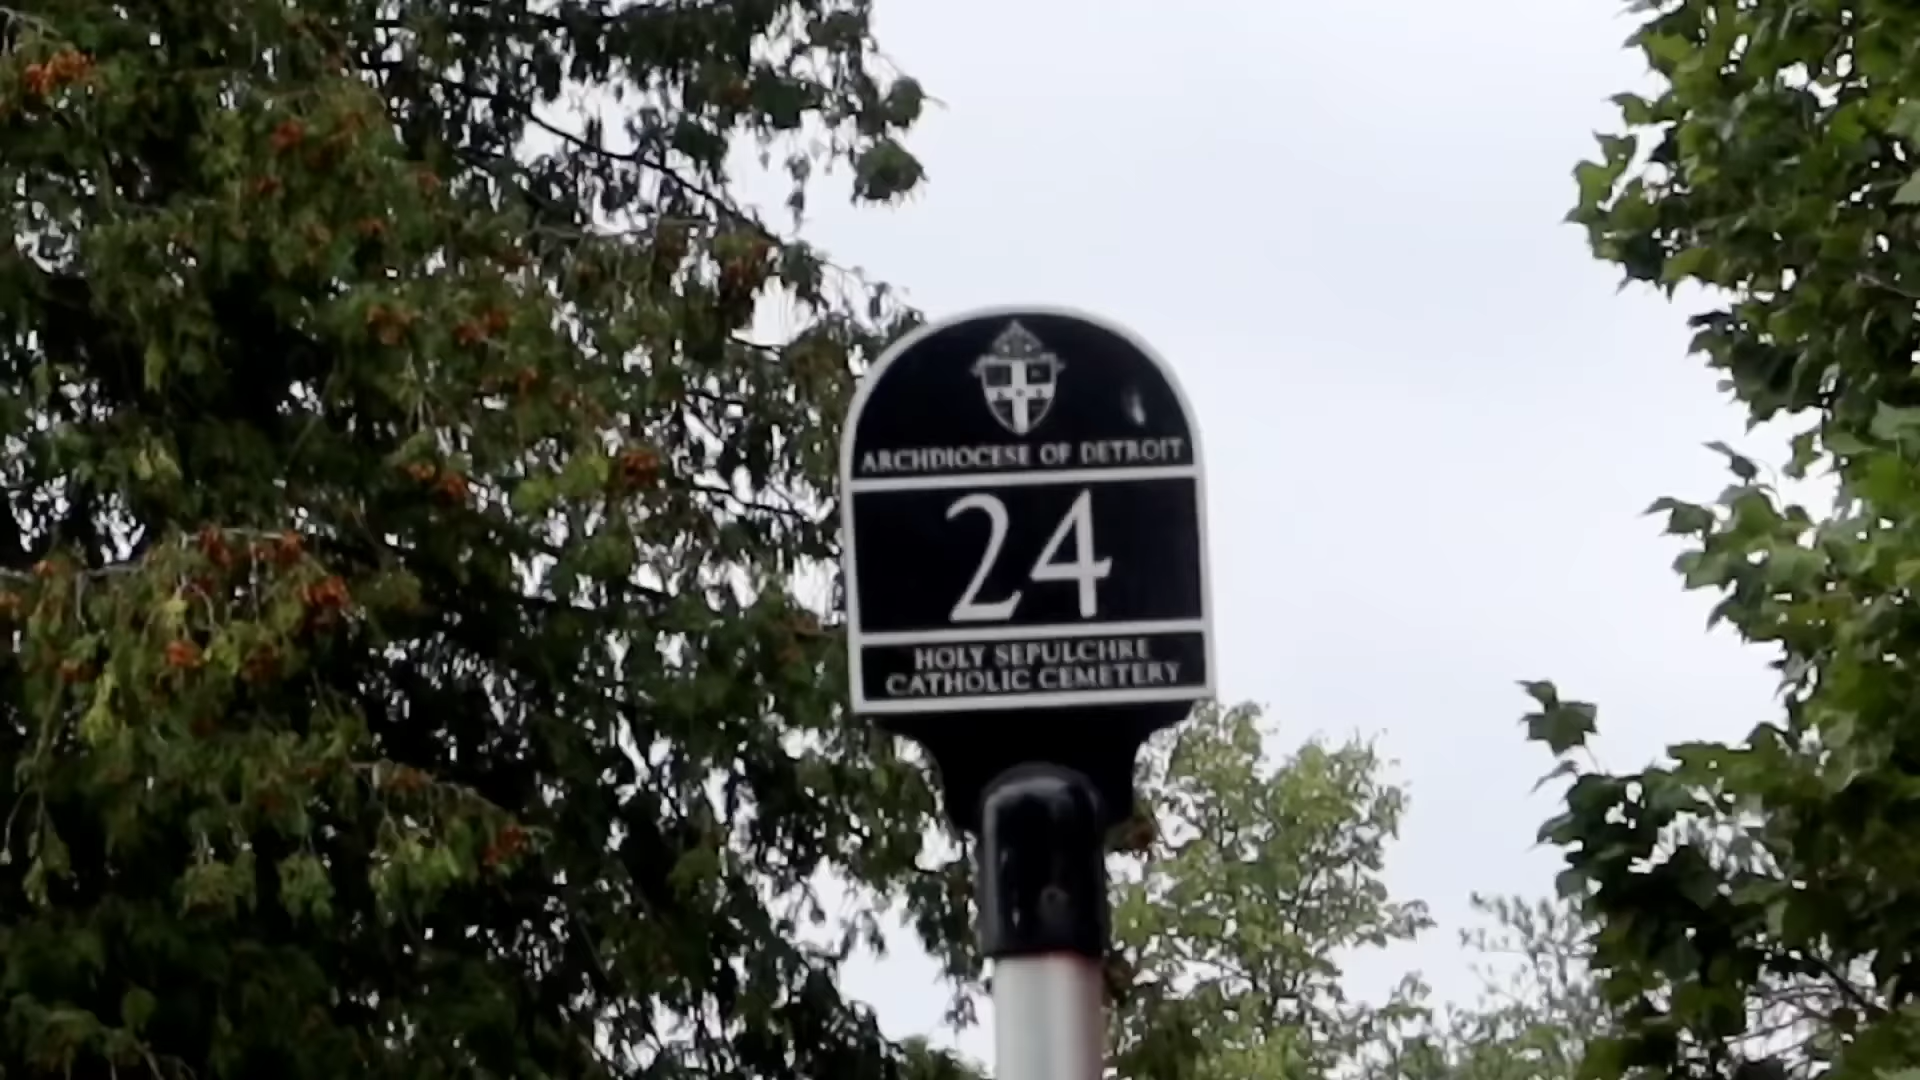 ARCHDIOCESE OF DETROIT
24
HOLY SEPULCHRE
CATHOLIC CEMETERY